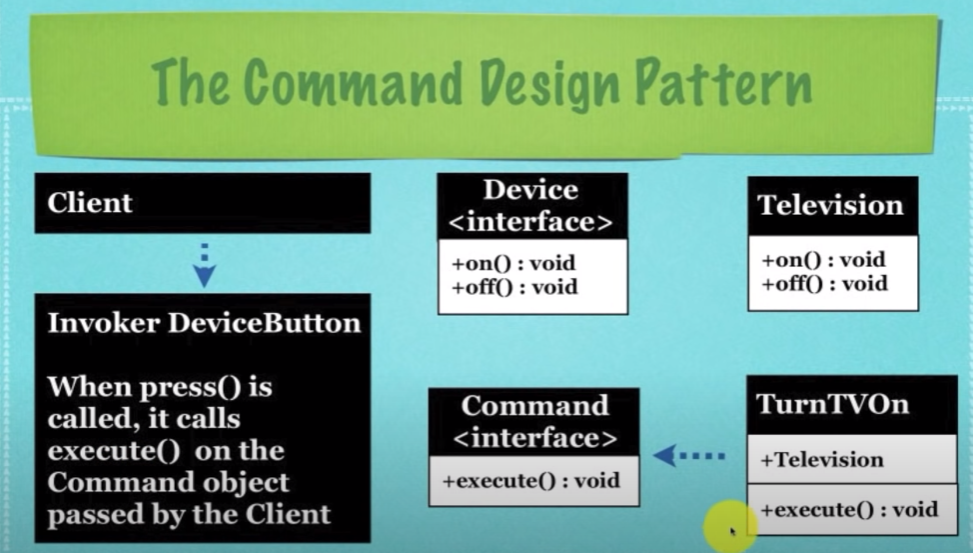 The Command Design Pattern
Client
Invoker DeviceButton
When press() is
called, it calls
execute() on the
Command object
passed by the Client
Device
<interface>
+on() : void
+off() : void
Television
+on() : void
+off() : void
Command
<interface>
+execute() : void
TurnTVOn
+Television
+execute() : void